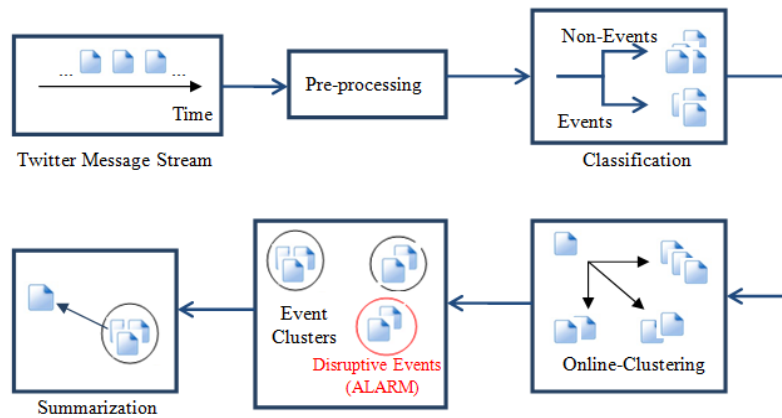 ... ...
Time
Twitter Message Stream
Pre-processing
Non-Events
Events
Classification
Summarization
Event
Clusters
Disruptive Events
(ALARM)
Online-Clustering